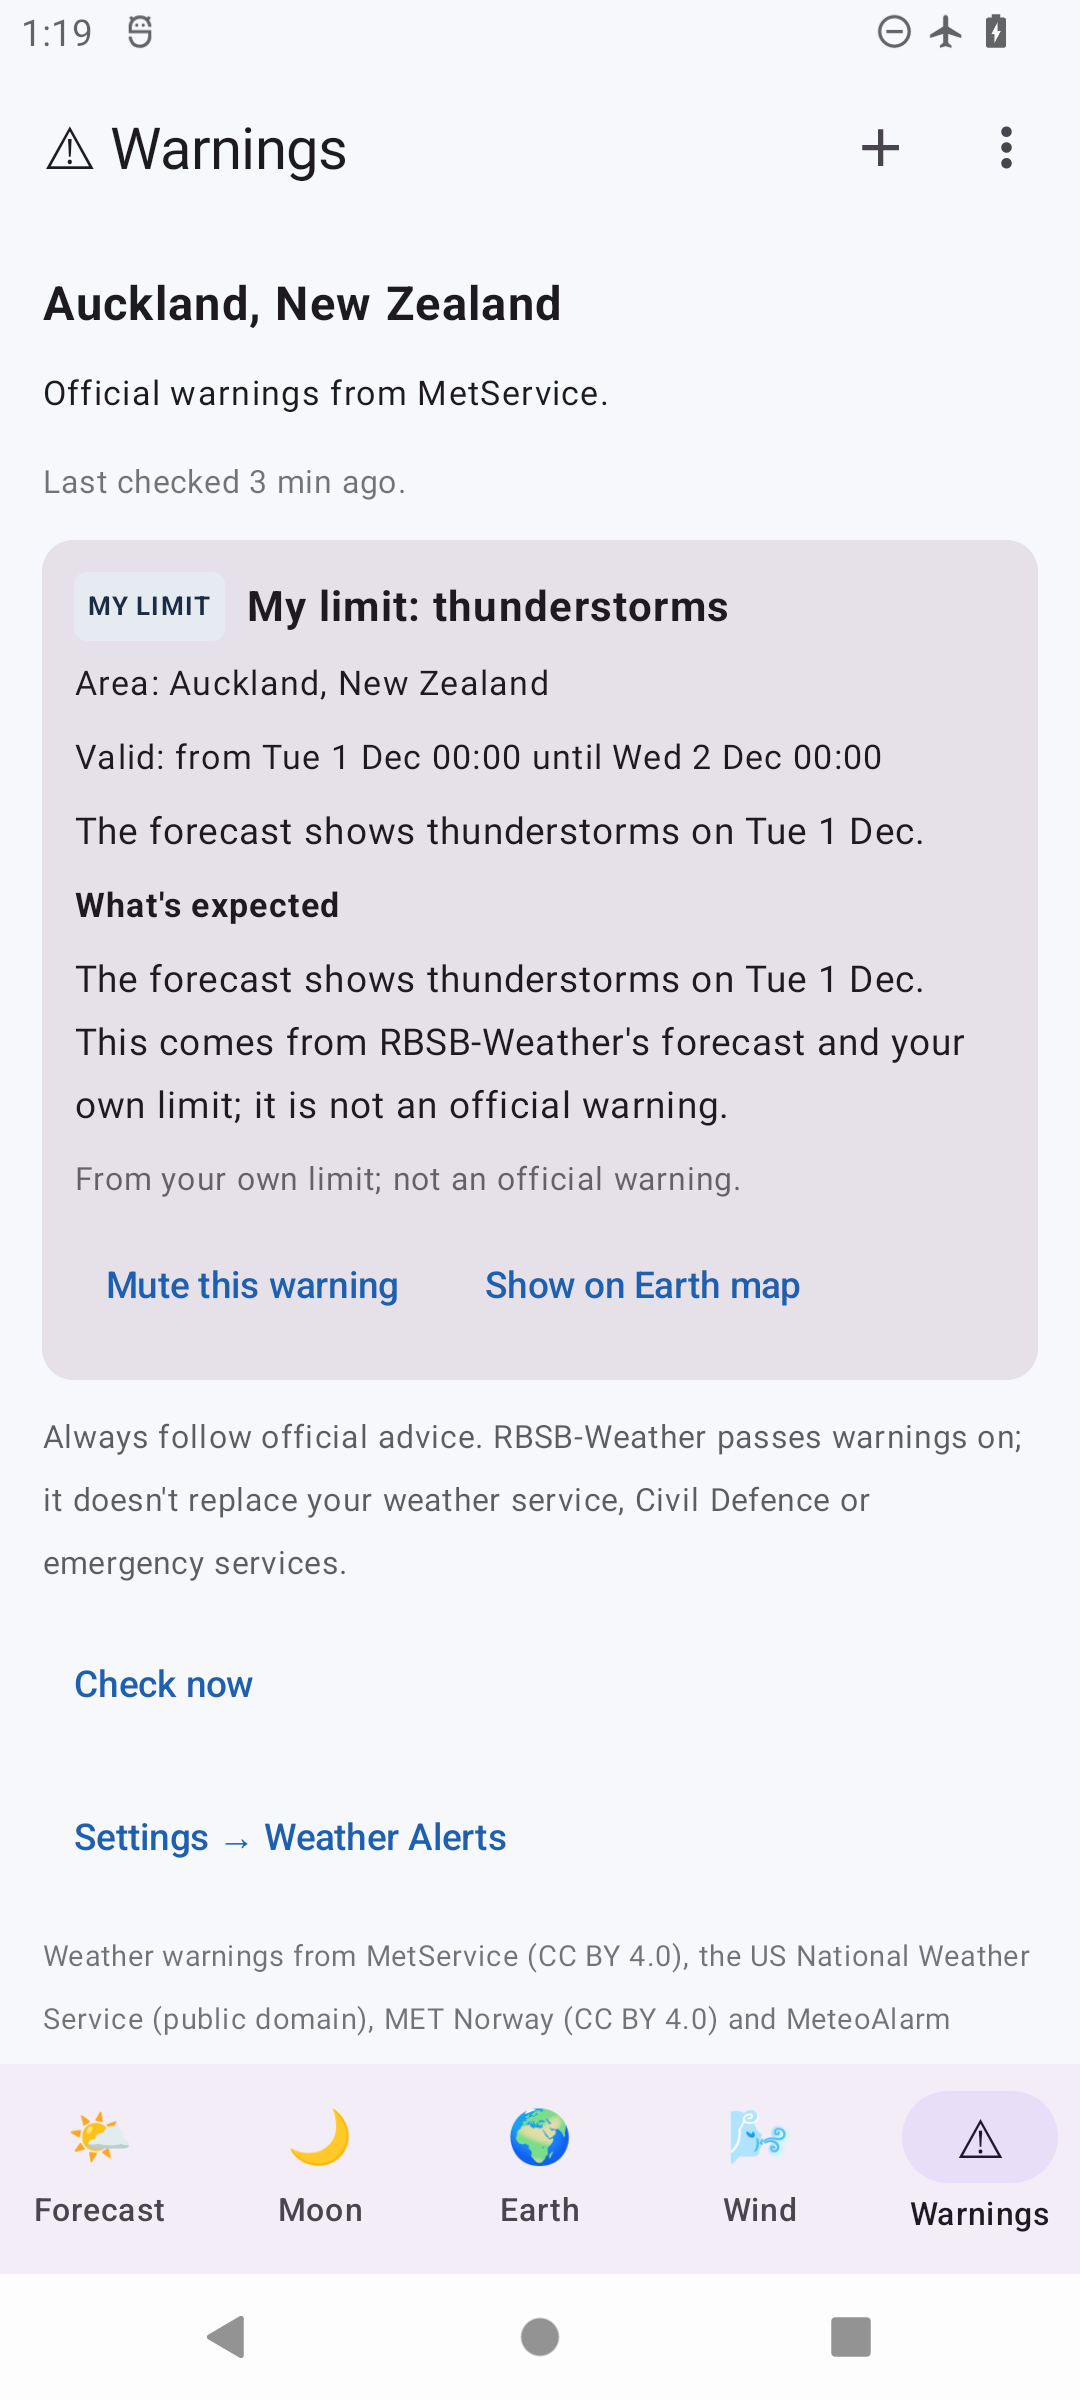 1:19
⚠ Warnings
Auckland, New Zealand
Official warnings from MetService.
Last checked 3 min ago.
MY LIMIT My limit: thunderstorms
Area: Auckland, New Zealand
Valid: from Tue 1 Dec 00:00 until Wed 2 Dec 00:00
The forecast shows thunderstorms on Tue 1 Dec.
What's expected
The forecast shows thunderstorms on Tue 1 Dec.
This comes from RBSB-Weather's forecast and your
own limit; it is not an official warning.
From your own limit; not an official warning.
Mute this warning Show on Earth map
Always follow official advice. RBSB-Weather passes warnings on;
it doesn't replace your weather service, Civil Defence or
emergency services.
Check now
Settings → Weather Alerts
Weather warnings from MetService (CC BY 4.0), the US National Weather
Service (public domain), MET Norway (CC BY 4.0) and MeteoAlarm
Forecast Moon Earth Wind Warnings